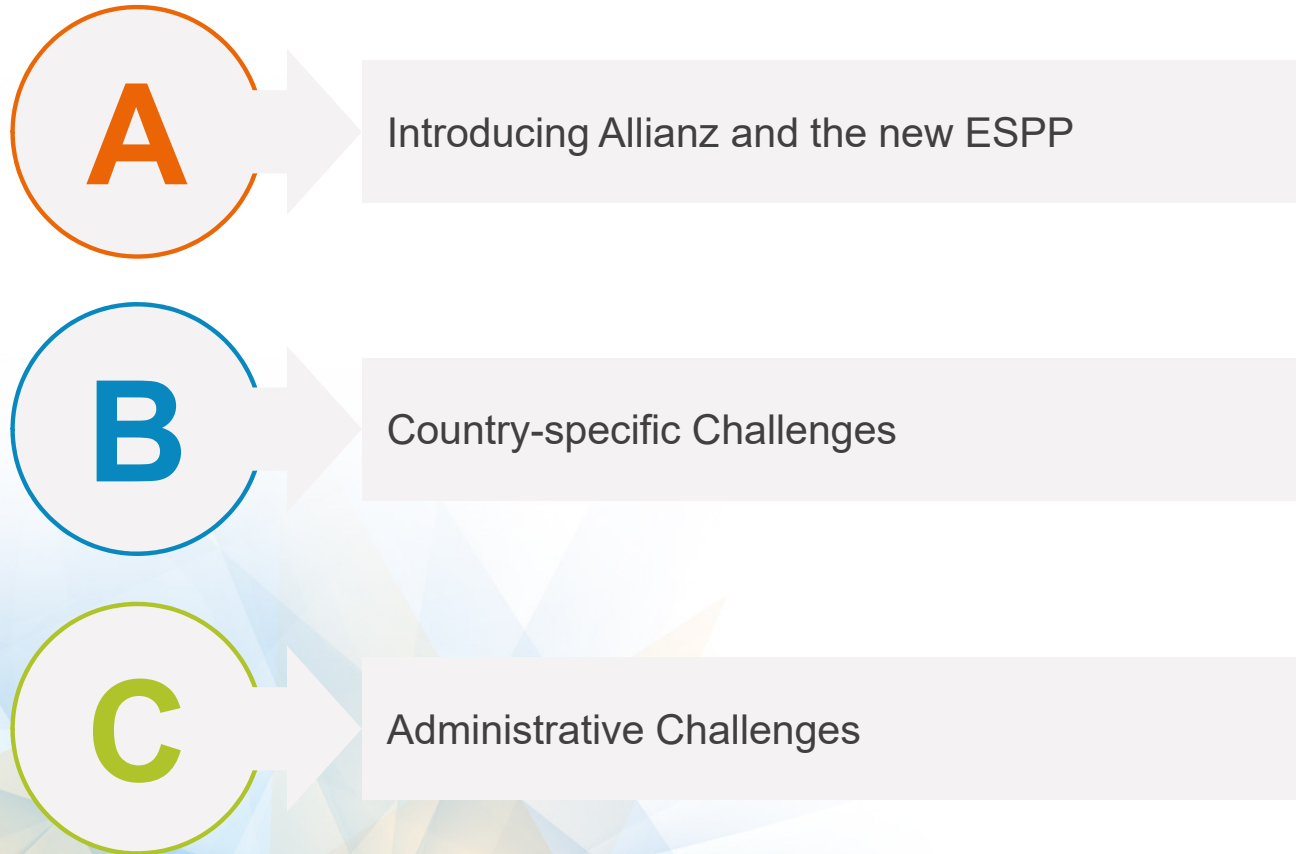 A
Introducing Allianz and the new ESPP
B
Country-specific Challenges
C
Administrative Challenges